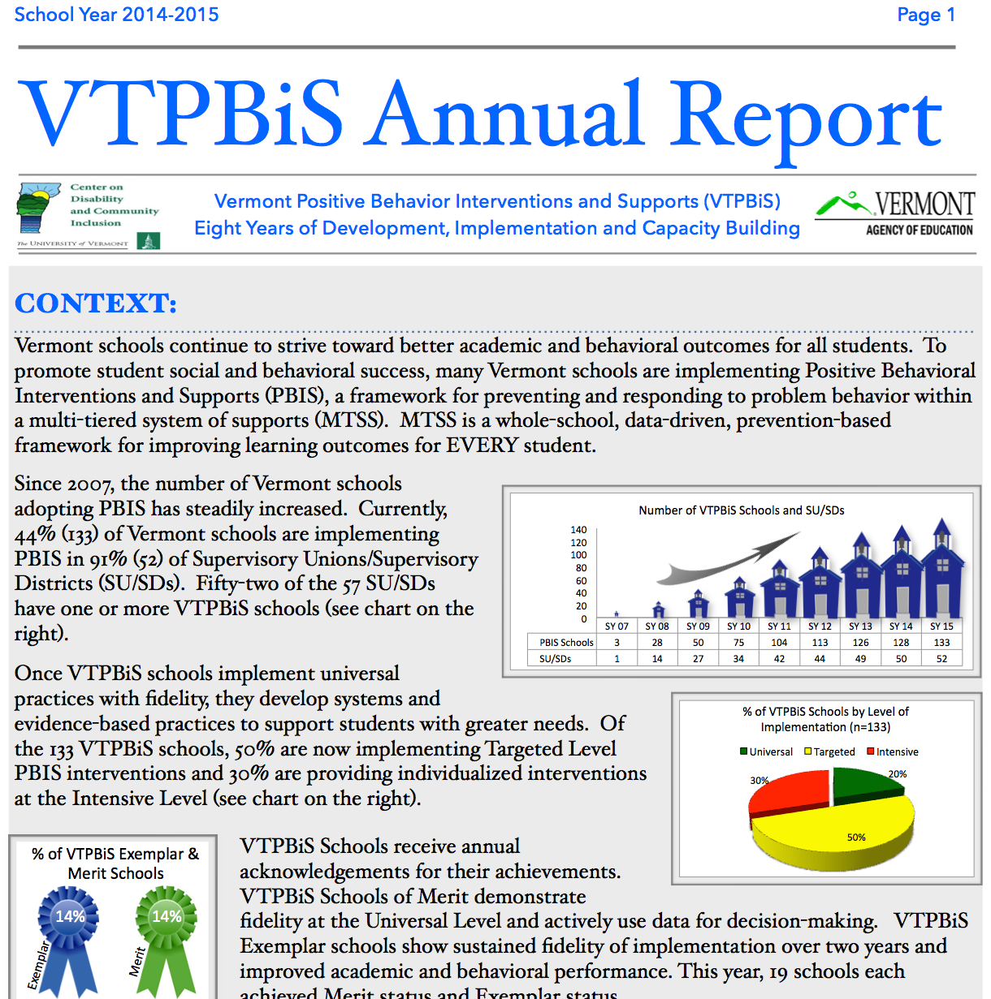 School Year 2014-2015 Page 1
VTPBiS Annual Report
Center on
Disability
and Community
Inclusion
The UNIVERSITY of VERMONT
Vermont Positive Behavior Interventions and Supports (VTPBiS)
Eight Years of Development, Implementation and Capacity Building
VERMONT
AGENCY OF EDUCATION
CONTEXT:
Vermont schools continue to strive toward better academic and behavioral outcomes for all students. To
promote student social and behavioral success, many Vermont schools are implementing Positive Behavioral
Interventions and Supports (PBIS), a framework for preventing and responding to problem behavior within
a multi-tiered system of supports (MTSS). MTSS is a whole-school, data-driven, prevention-based
framework for improving learning outcomes for EVERY student.
Since 2007, the number of Vermont schools
adopting PBIS has steadily increased. Currently,
44% (133) of Vermont schools are implementing
PBIS in 91% (52) of Supervisory Unions/Supervisory
Districts (SU/SDs). Fifty-two of the 57 SU/SDs
have one or more VTPBiS schools (see chart on the
right).
Number of VTPBiS Schools and SU/SDs
140
120
100
80
60
40
20
0
SY 07 SY 08 SY 09 SY 10 SY 11 SY 12 SY 13 SY 14 SY 15
PBIS Schools 3 28 50 75 104 113 126 128 133
SU/SDs 1 14 27 34 42 44 49 50 52
Once VTPBiS schools implement universal
practices with fidelity, they develop systems and
evidence-based practices to support students with greater needs. Of
the 133 VTPBiS schools, 50% are now implementing Targeted Level
PBIS interventions and 30% are providing individualized interventions
at the Intensive Level (see chart on the right).
% of VTPBiS Schools by Level of
Implementation (n=133)
Universal Targeted Intensive
30% 20%
50%
% of VTPBiS Exemplar &
Merit Schools
14% 14%
Exemplar Merit
VTPBiS Schools receive annual
acknowledgements for their achievements.
VTPBiS Schools of Merit demonstrate
fidelity at the Universal Level and actively use data for decision-making. VTPBiS
Exemplar schools show sustained fidelity of implementation over two years and
improved academic and behavioral performance. This year, 19 schools each
achieved Merit status and Exemplar status.